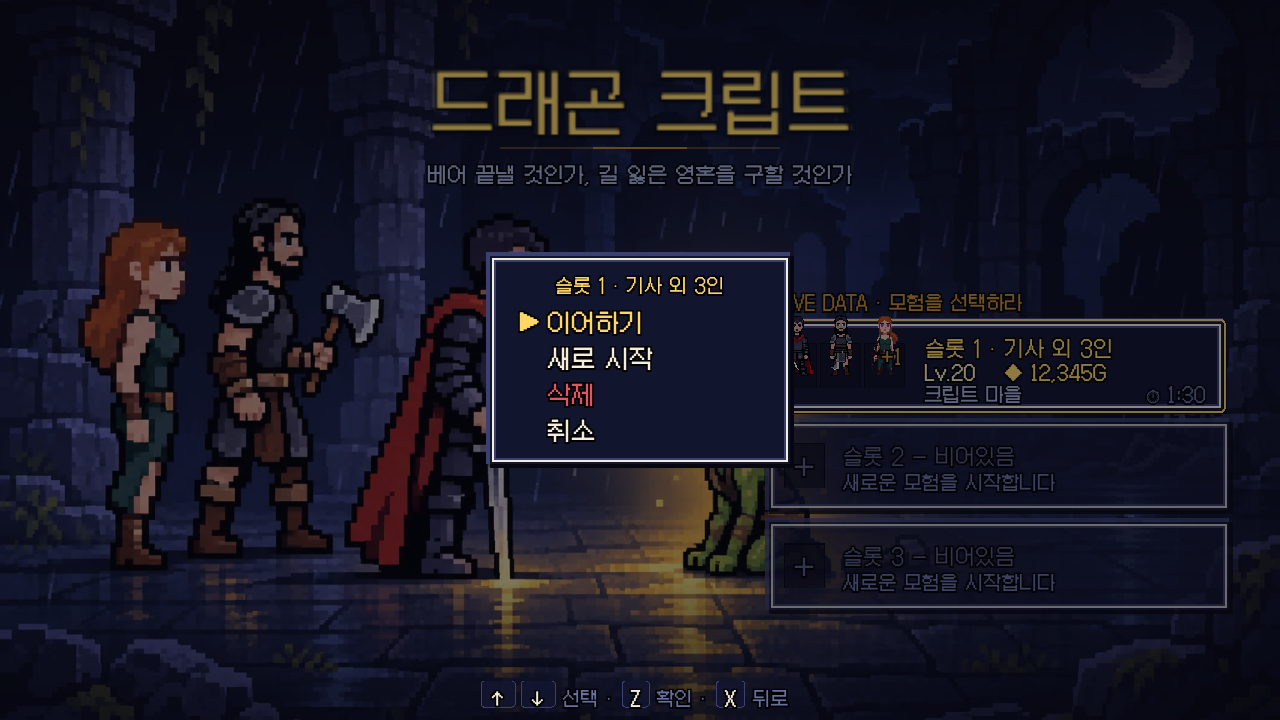 드래곤 크립트
베어 끝낼 것인가, 길 잃은 영혼을 구할 것인가
VE DATA · 모험을 선택하라
슬롯 1 · 기사 외 3인
이어하기
새로 시작
삭제
취소
+1
슬롯 1 · 기사 외 3인
Lv.20 ◆ 12,345G
크립트 마을 1:30
+ 슬롯 2 – 비어있음
새로운 모험을 시작합니다
+ 슬롯 3 – 비어있음
새로운 모험을 시작합니다
↑ ↓ 선택 · Z 확인 · X 뒤로